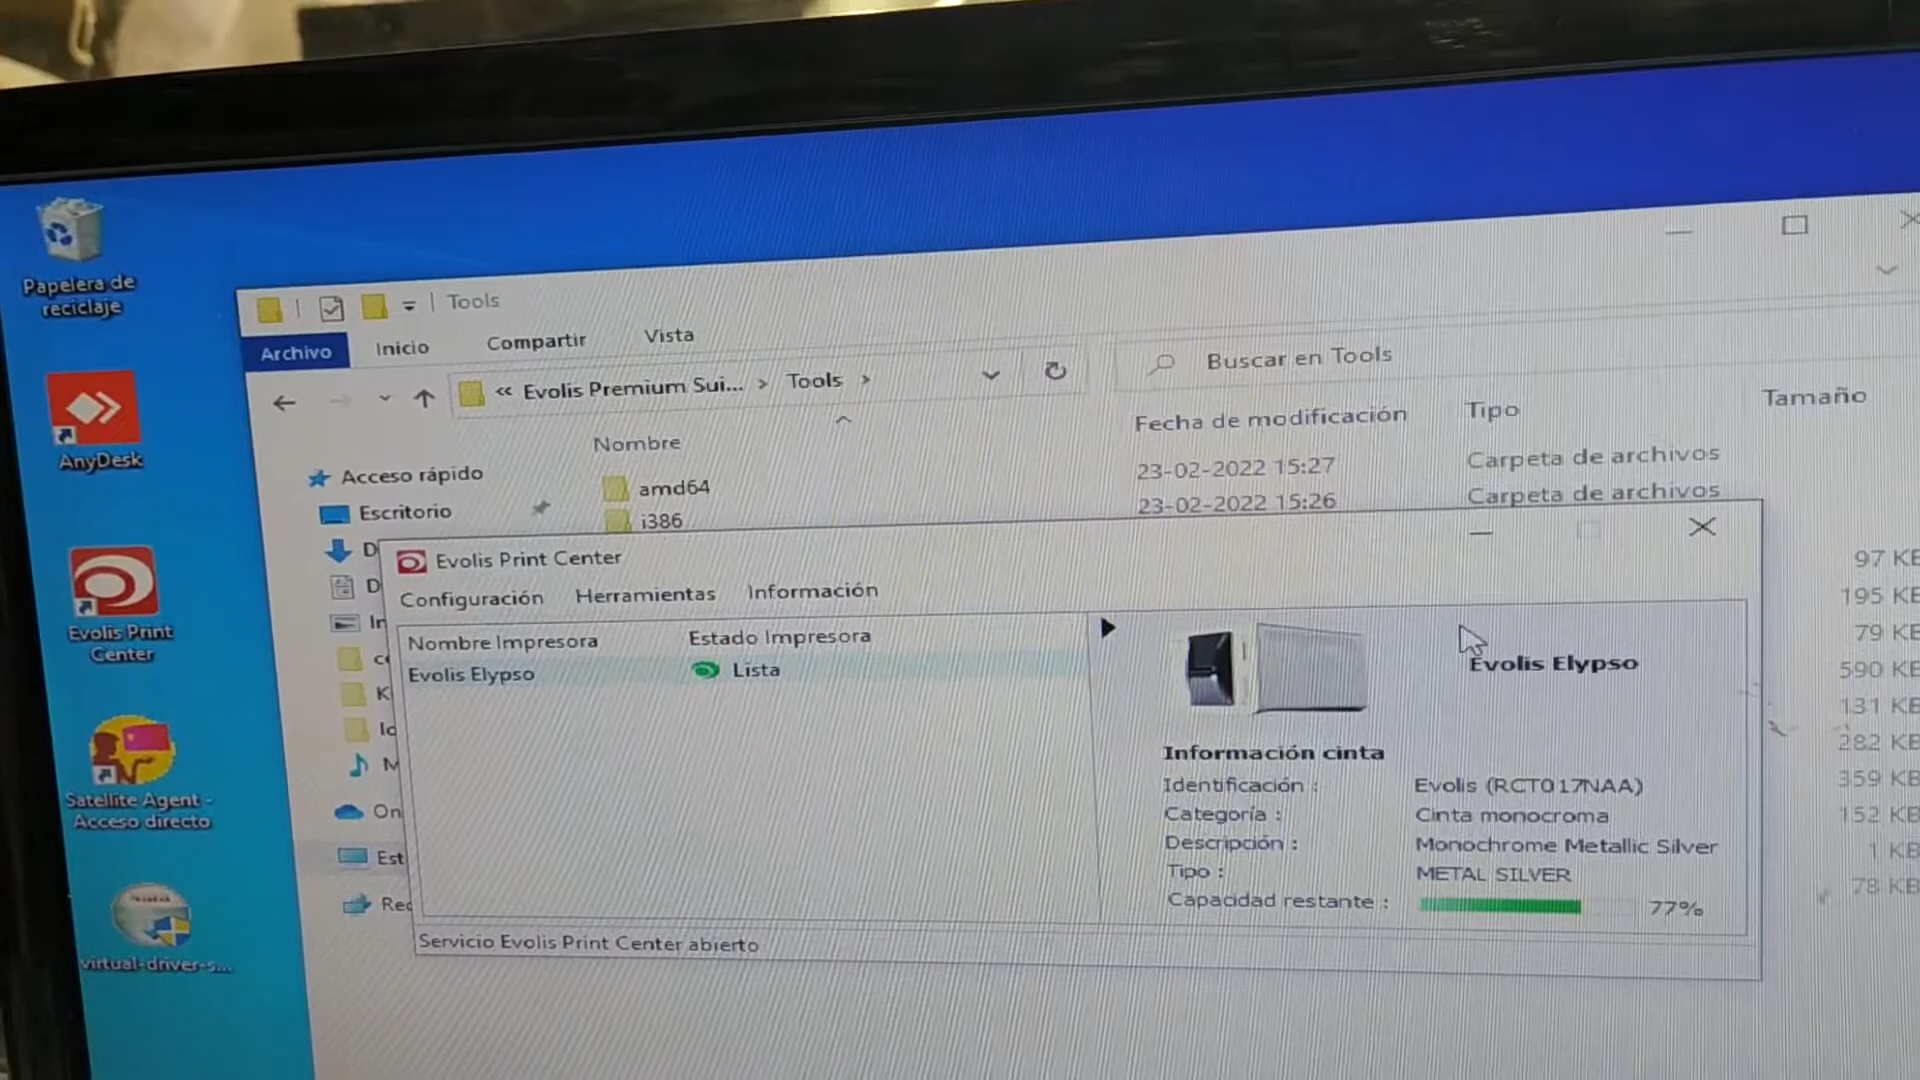 Papelera de
reciclaje
AnyDesk
Evolis Print
Center
Satellite Agent -
Acceso directo
virtual-driver-s...
Tools
Archivo
Inicio
Compartir
Vista
« Evolis Premium Sui... › Tools ›
Buscar en Tools
Nombre
Fecha de modificación
Tipo
Tamaño
Acceso rápido
Escritorio
amd64
23-02-2022 15:27
Carpeta de archivos
i386
23-02-2022 15:26
Carpeta de archivos
97 KB
195 KB
79 KB
590 KB
131 KB
282 KB
359 KB
152 KB
1 KB
78 KB
Evolis Print Center
Configuración
Herramientas
Información
Nombre Impresora
Estado Impresora
Evolis Elypso
Lista
Evolis Elypso
Información cinta
Identificación :
Evolis (RCT017NAA)
Categoría :
Cinta monocroma
Descripción :
Monochrome Metallic Silver
Tipo :
METAL SILVER
Capacidad restante :
77%
Servicio Evolis Print Center abierto